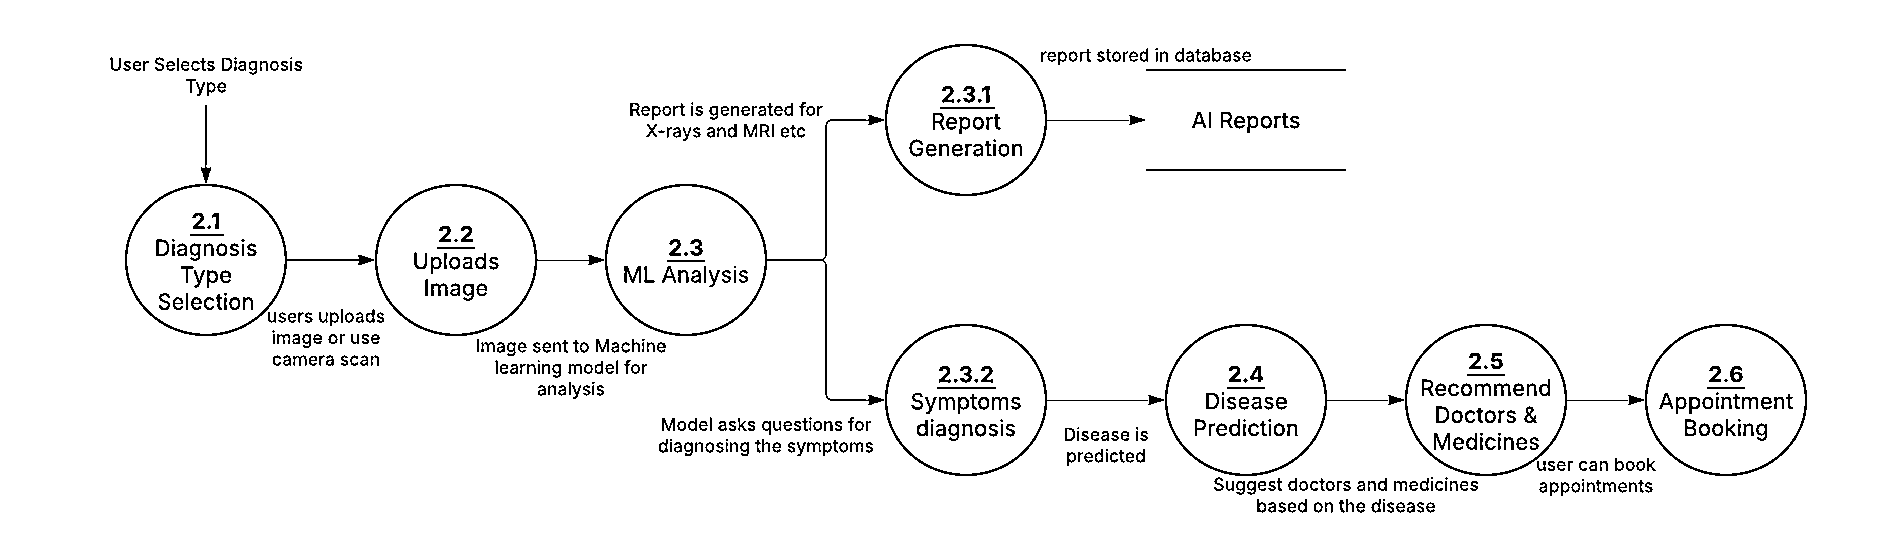 User Selects Diagnosis
Type
2.1
Diagnosis
Type
Selection
users uploads
image or use
camera scan
2.2
Uploads
Image
Image sent to Machine
learning model for
analysis
2.3
ML Analysis
Report is generated for
X-rays and MRI etc
2.3.1
Report
Generation
report stored in database
AI Reports
Model asks questions for
diagnosing the symptoms
2.3.2
Symptoms
diagnosis
Disease is
predicted
2.4
Disease
Prediction
Suggest doctors and medicines
based on the disease
2.5
Recommend
Doctors &
Medicines
user can book
appointments
2.6
Appointment
Booking